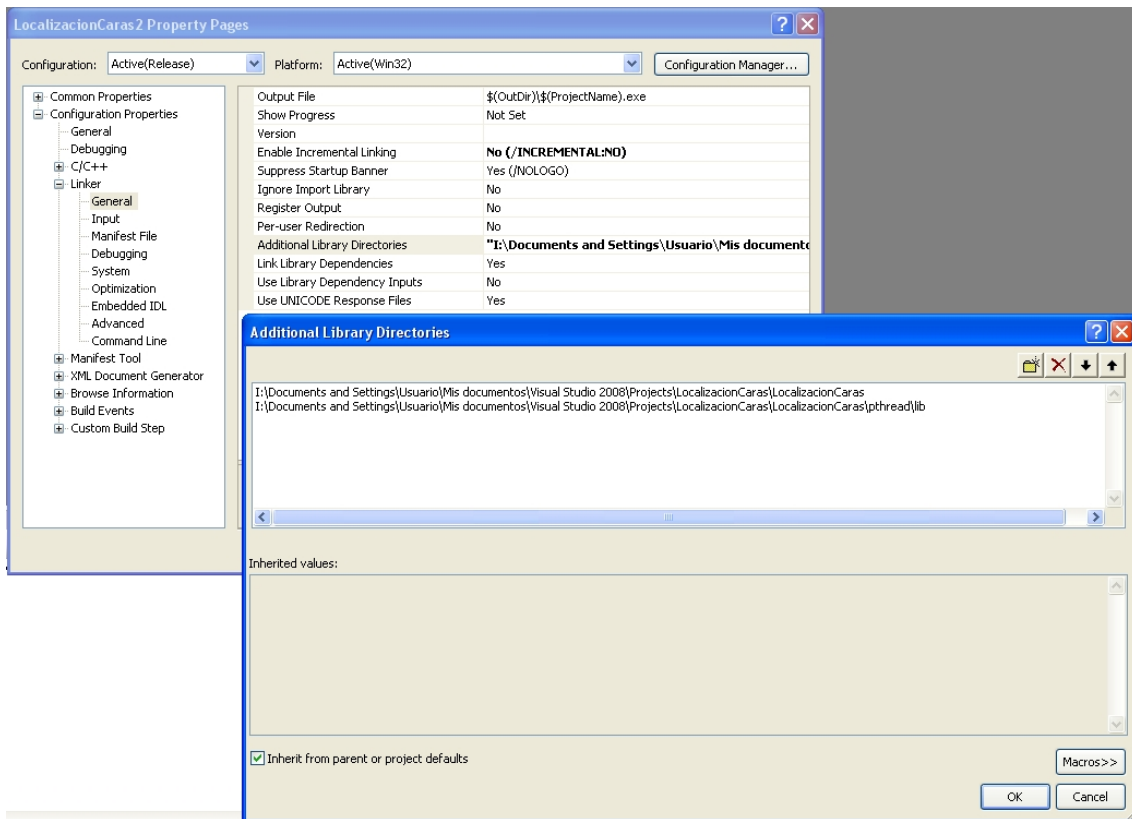 LocalizacionCaras2 Property Pages
Configuration: Active(Release) Platform: Active(Win32) Configuration Manager...
Common Properties
Configuration Properties
General
Debugging
C/C++
Linker
General
Input
Manifest File
Debugging
System
Optimization
Embedded IDL
Advanced
Command Line
Manifest Tool
XML Document Generator
Browse Information
Build Events
Custom Build Step
Output File $(OutDir)\$(ProjectName).exe
Show Progress Not Set
Version
Enable Incremental Linking No (/INCREMENTAL:NO)
Suppress Startup Banner Yes (/NOLOGO)
Ignore Import Library No
Register Output No
Per-user Redirection No
Additional Library Directories "I:\Documents and Settings\Usuario\Mis documento
Link Library Dependencies Yes
Use Library Dependency Inputs No
Use UNICODE Response Files Yes
Additional Library Directories
I:\Documents and Settings\Usuario\Mis documentos\Visual Studio 2008\Projects\LocalizacionCaras\LocalizacionCaras
I:\Documents and Settings\Usuario\Mis documentos\Visual Studio 2008\Projects\LocalizacionCaras\LocalizacionCaras\pthread\lib
Inherited values:
Inherit from parent or project defaults
Macros>>
OK Cancel